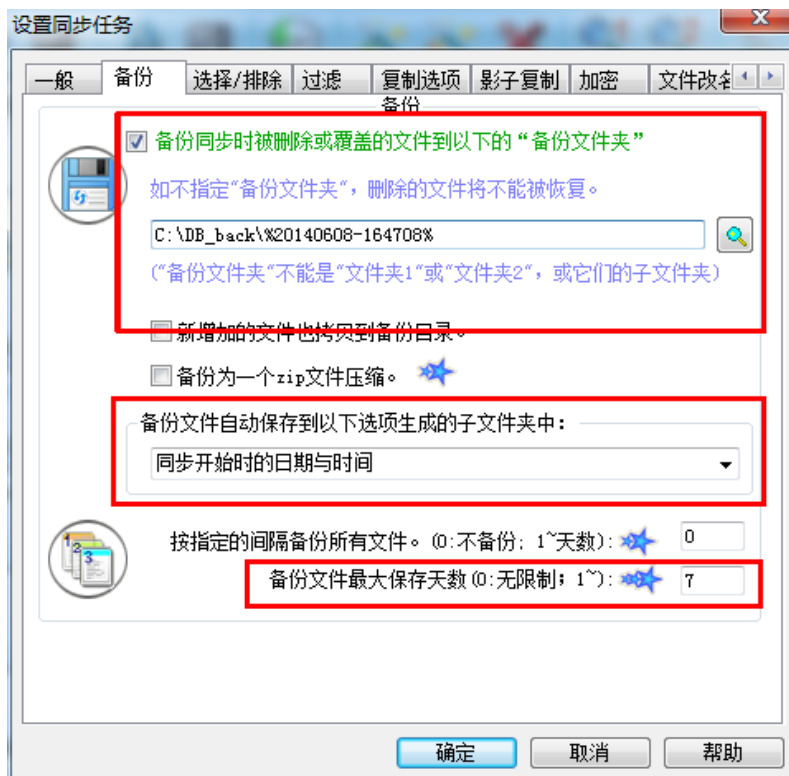 设置同步任务
一般 备份 选择/排除 过滤 复制选项 影子复制 加密 文件改名
备份
备份同步时被删除或覆盖的文件到以下的“备份文件夹”
如不指定"备份文件夹"，删除的文件将不能被恢复。
C:\DB_back\%20140608-164708%
("备份文件夹"不能是"文件夹1"或"文件夹2"，或它们的子文件夹)
新增加的文件也拷贝到备份目录。
备份为一个zip文件压缩。
备份文件自动保存到以下选项生成的子文件夹中：
同步开始时的日期与时间
按指定的间隔备份所有文件。(0:不备份; 1~天数): 0
备份文件最大保存天数(0:无限制; 1~): 7
确定 取消 帮助